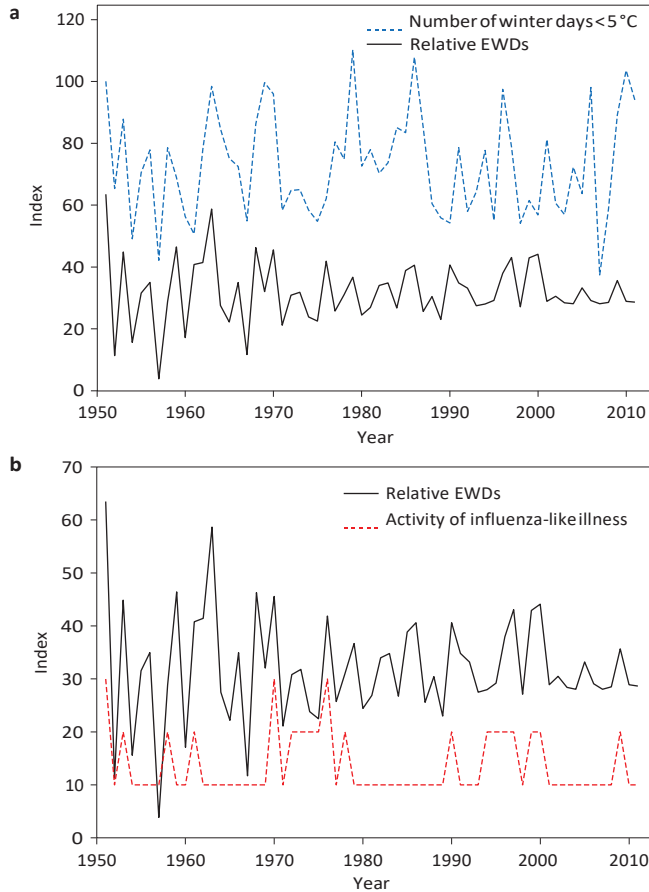 a
120
Number of winter days<5°C
Relative EWDs
100
80
60
40
20
0
Index
1950
1960
1970
1980
1990
2000
2010
Year
b
70
Relative EWDs
Activity of influenza-like illness
60
50
40
30
20
10
0
Index
1950
1960
1970
1980
1990
2000
2010
Year